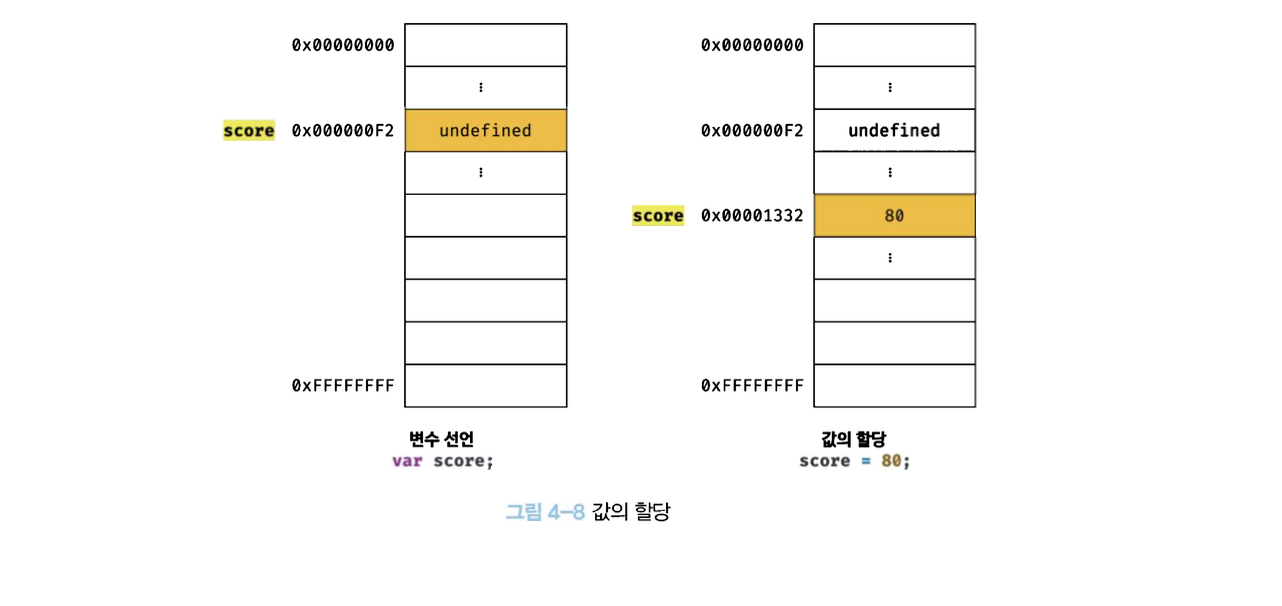 0x00000000
⋮
score 0x000000F2 undefined
⋮
0xFFFFFFFF
변수 선언
var score;
0x00000000
⋮
0x000000F2 undefined
⋮
score 0x00001332 80
⋮
0xFFFFFFFF
값의 할당
score = 80;
그림 4-8 값의 할당